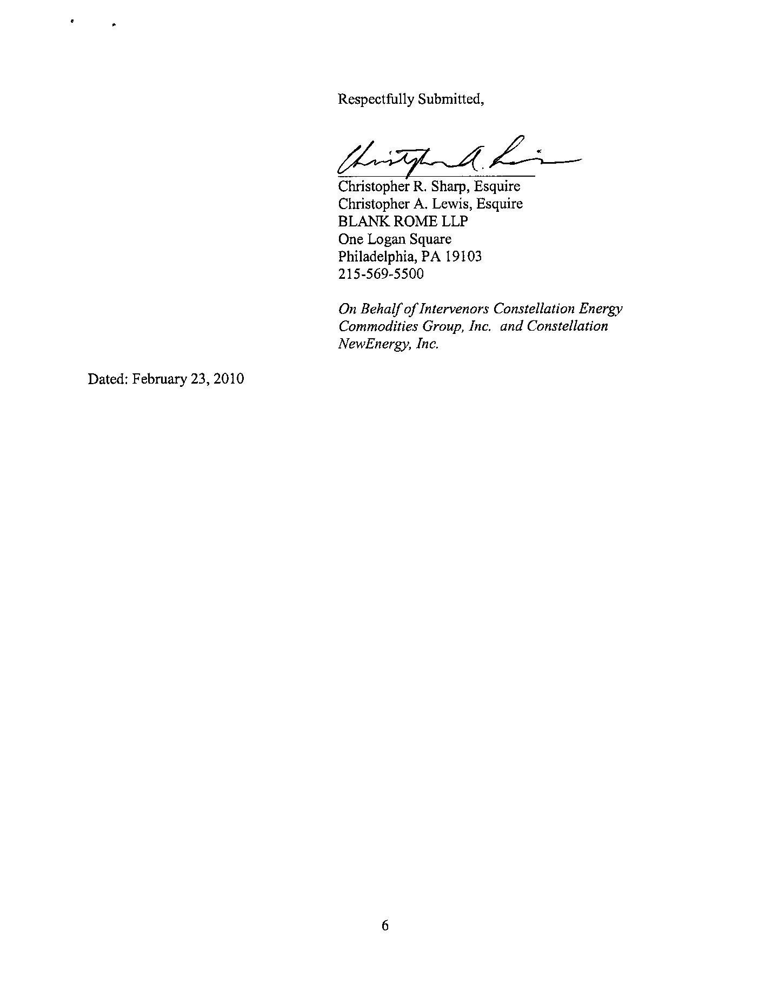 Respectfully Submitted,
Christopher A. Lewis
Christopher R. Sharp, Esquire
Christopher A. Lewis, Esquire
BLANK ROME LLP
One Logan Square
Philadelphia, PA 19103
215-569-5500
On Behalf of Intervenors Constellation Energy
Commodities Group, Inc. and Constellation
NewEnergy, Inc.
Dated: February 23, 2010
6